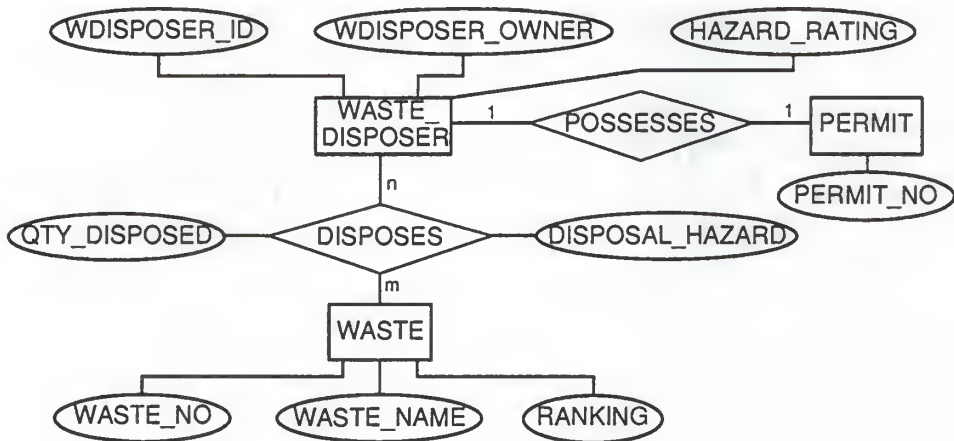 WDISPOSER_ID
WDISPOSER_OWNER
HAZARD_RATING
WASTE_
DISPOSER
1
POSSESSES
1
PERMIT
PERMIT_NO
n
QTY_DISPOSED
DISPOSES
DISPOSAL_HAZARD
m
WASTE
WASTE_NO
WASTE_NAME
RANKING